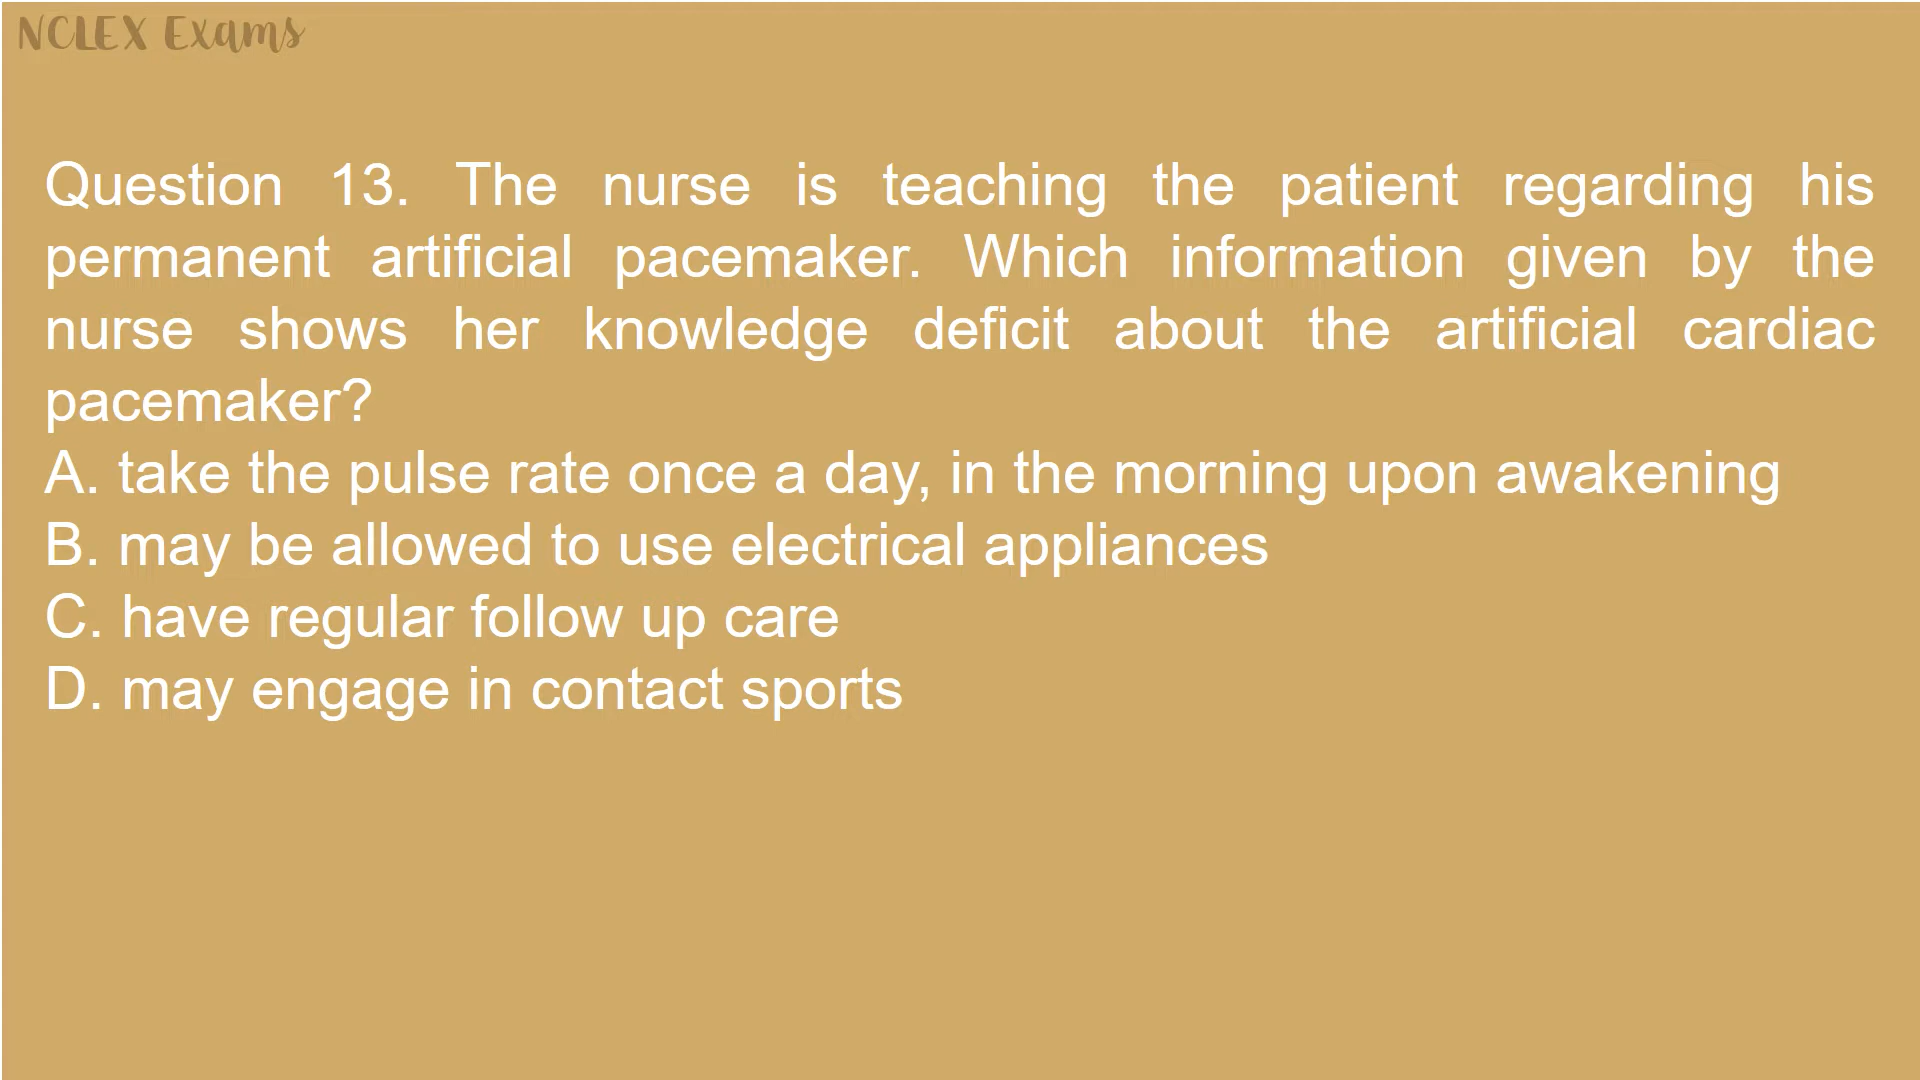 NCLEX Exams
Question 13. The nurse is teaching the patient regarding his
permanent artificial pacemaker. Which information given by the
nurse shows her knowledge deficit about the artificial cardiac
pacemaker?
A. take the pulse rate once a day, in the morning upon awakening
B. may be allowed to use electrical appliances
C. have regular follow up care
D. may engage in contact sports